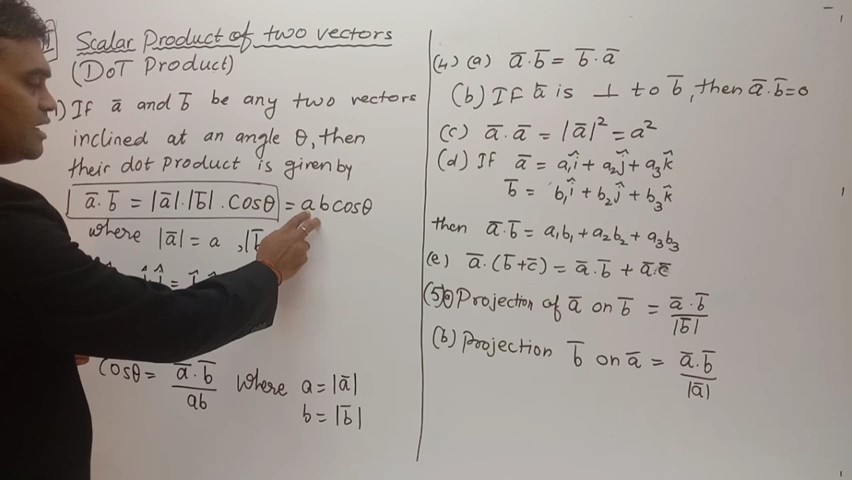 Scalar Product of two vectors
(DoT Product)
1) If a̅ and b̅ be any two vectors
inclined at an angle θ, then
their dot product is given by
a̅.b̅ = |a̅|.|b̅|.cosθ = abcosθ
where |a̅| = a , |b̅
Cosθ = a̅.b̅ / ab where a = |a̅|
b = |b̅|
(4) (a) a̅.b̅ = b̅.a̅
(b) If a̅ is ⊥ to b̅, then a̅.b̅=0
(c) a̅.a̅ = |a̅|² = a²
(d) If a̅ = a₁î + a₂ĵ + a₃k̂
b̅ = b₁î + b₂ĵ + b₃k̂
then a̅.b̅ = a₁b₁ + a₂b₂ + a₃b₃
(e) a̅.(b̅+c̅) = a̅.b̅ + a̅.c̅
(5)(a) Projection of a̅ on b̅ = a̅.b̅ / |b̅|
(b) Projection b̅ on a̅ = a̅.b̅ / |a̅|